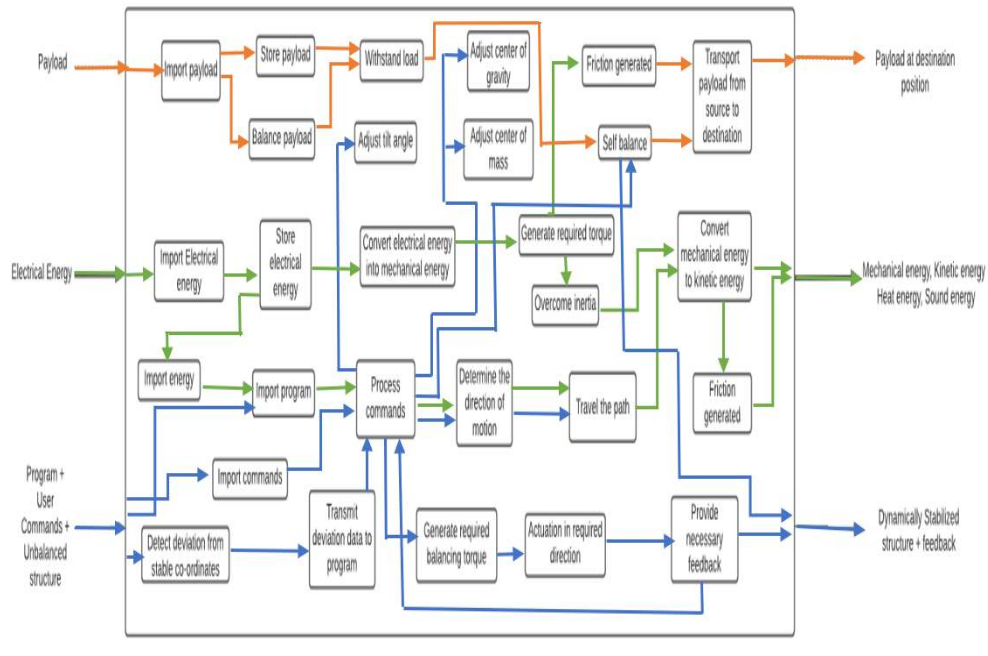 Payload
Import payload
Store payload
Balance payload
Withstand load
Adjust tilt angle
Adjust center of
gravity
Adjust center of
mass
Friction generated
Self balance
Transport
payload from
source to
destination
Payload at destination
position
Electrical Energy
Import Electrical
energy
Store
electrical
energy
Convert electrical energy
into mechanical energy
Generate required torque
Overcome inertia
Convert
mechanical energy
to kinetic energy
Mechanical energy, Kinetic energy
Heat energy, Sound energy
Import energy
Import program
Process
commands
Determine the
direction of
motion
Travel the path
Friction
generated
Program +
User
Commands +
Unbalanced
structure
Import commands
Detect deviation from
stable co-ordinates
Transmit
deviation data to
program
Generate required
balancing torque
Actuation in required
direction
Provide
necessary
feedback
Dynamically Stabilized
structure + feedback